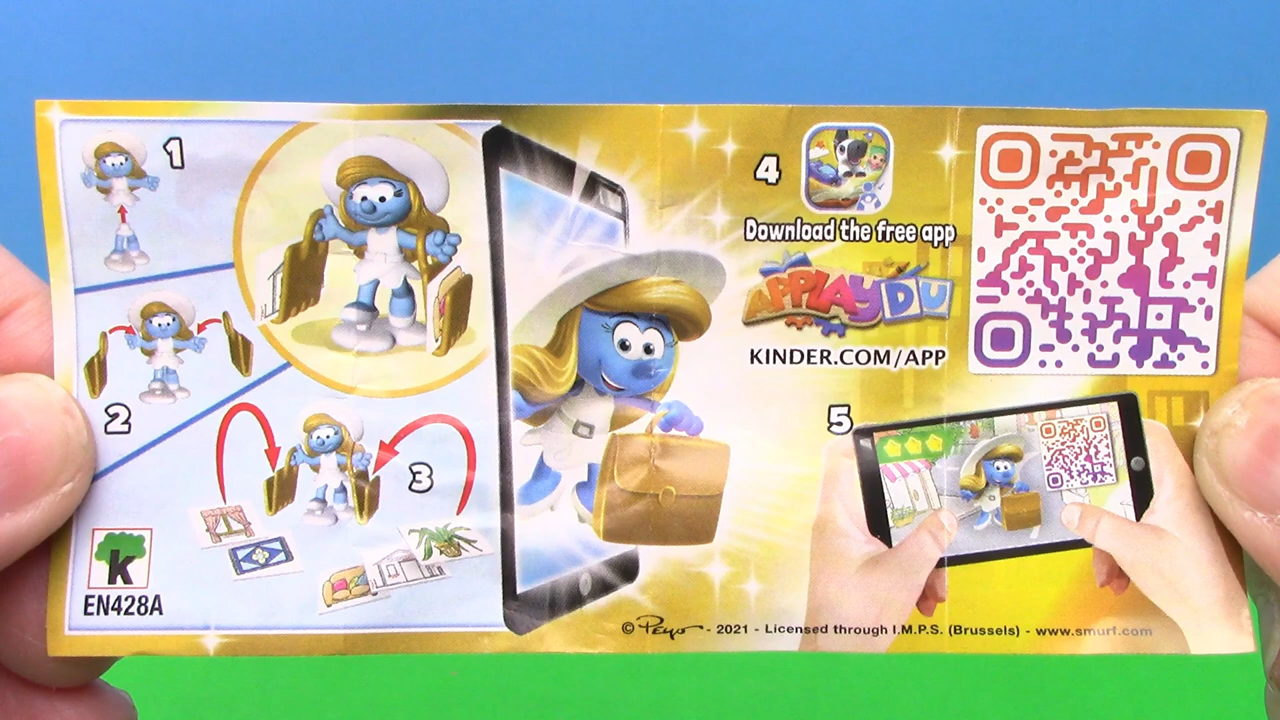 1
2
3
K
EN428A
4
Download the free app
APPLAYDU
KINDER.COM/APP
5
© Peyo - 2021 - Licensed through I.M.P.S. (Brussels) - www.smurf.com